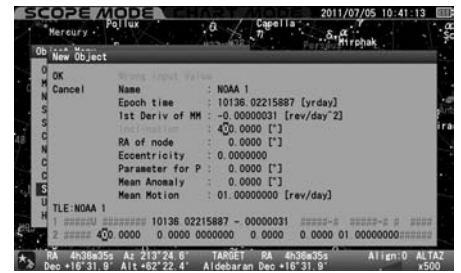 SCOPE MODE CHART MODE 2011/07/05 10:41:13
Mercury Pollux α Capella
η Mirphak
New Object
OK Wrong Input Value
Cancel Name : NOAA 1
Epoch time : 10136.02215887 [yrday]
1st Deriv of MM : -0.00000031 [rev/day^2]
Inclination : 400.0000 [°]
RA of node : 0.0000 [°]
Eccentricity : 0.0000000
Parameter for P : 0.0000 [°]
Mean Anomaly : 0.0000 [°]
Mean Motion : 01.00000000 [rev/day]
TLE:NOAA 1
1 #####U ######## 10136.02215887 -.00000031 #####-# #####-# # ####
2 ##### 400.0000 0.0000 0000000 0.0000 0.0000 01.00000000######
RA 4h36m35s Az 213°24.6' TARGET RA 4h36m35s Align:0 ALTAZ
Dec +16°31.9' Alt +62°22.4' Aldebaran Dec +16°31.9' x500